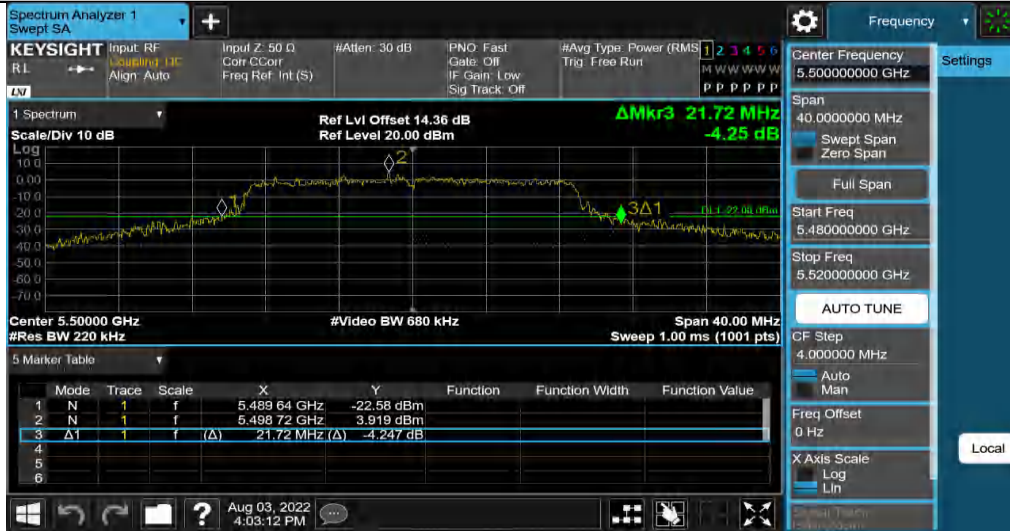 Spectrum Analyzer 1
Swept SA
+
Frequency
KEYSIGHT
RL
LXI
Input: RF
Coupling: DC
Align: Auto
Input Z: 50 Ω
Corr CCorr
Freq Ref: Int (S)
#Atten: 30 dB
PNO: Fast
Gate: Off
IF Gain: Low
Sig Track: Off
#Avg Type: Power (RMS
Trig: Free Run
1 2 3 4 5 6
M W W W W W
P P P P P P
Center Frequency
5.500000000 GHz
Settings
Span
40.0000000 MHz
Swept Span
Zero Span
Full Span
Start Freq
5.480000000 GHz
Stop Freq
5.520000000 GHz
AUTO TUNE
CF Step
4.000000 MHz
Auto
Man
Freq Offset
0 Hz
X Axis Scale
Log
Lin
Local
1 Spectrum
Scale/Div 10 dB
Ref Lvl Offset 14.36 dB
Ref Level 20.00 dBm
ΔMkr3 21.72 MHz
-4.25 dB
Log
10.0
0.00
-10.0
-20.0
-30.0
-40.0
-50.0
-60.0
-70.0
1
2
3Δ1
Center 5.50000 GHz
#Res BW 220 kHz
#Video BW 680 kHz
Span 40.00 MHz
Sweep 1.00 ms (1001 pts)
5 Marker Table
Mode Trace Scale X Y Function Function Width Function Value
1 N 1 f 5.489 64 GHz -22.58 dBm
2 N 1 f 5.498 72 GHz 3.919 dBm
3 Δ1 1 f (Δ) 21.72 MHz (Δ) -4.247 dB
4
5
6
?
Aug 03, 2022
4:03:12 PM